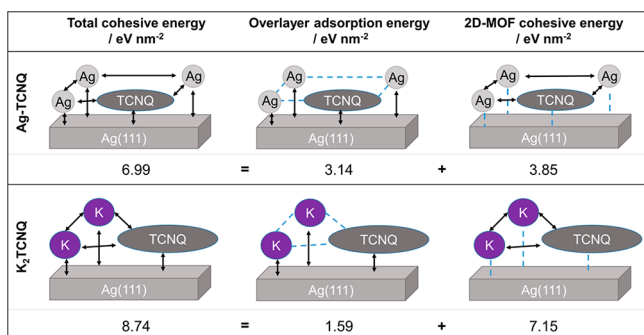 Total cohesive energy
/ eV nm⁻²
Overlayer adsorption energy
/ eV nm⁻²
2D-MOF cohesive energy
/ eV nm⁻²
Ag-TCNQ
Ag
Ag
Ag
TCNQ
Ag(111)
Ag
Ag
Ag
TCNQ
Ag(111)
Ag
Ag
Ag
TCNQ
Ag(111)
6.99 = 3.14 + 3.85
K₂TCNQ
K
K
TCNQ
Ag(111)
K
K
TCNQ
Ag(111)
K
K
TCNQ
Ag(111)
8.74 = 1.59 + 7.15